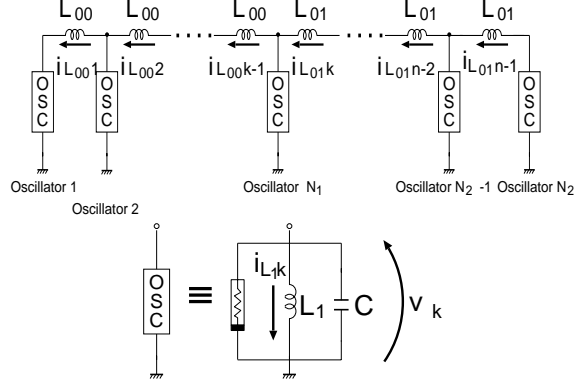 L00 L00 L00 L01 L01 L01
iL001 iL002 iL00k-1 iL01k iL01n-2 iL01n-1
OSC OSC OSC OSC OSC
Oscillator 1 Oscillator N1 Oscillator N2 -1 Oscillator N2
Oscillator 2
OSC ≡ iL1k L1 C vk